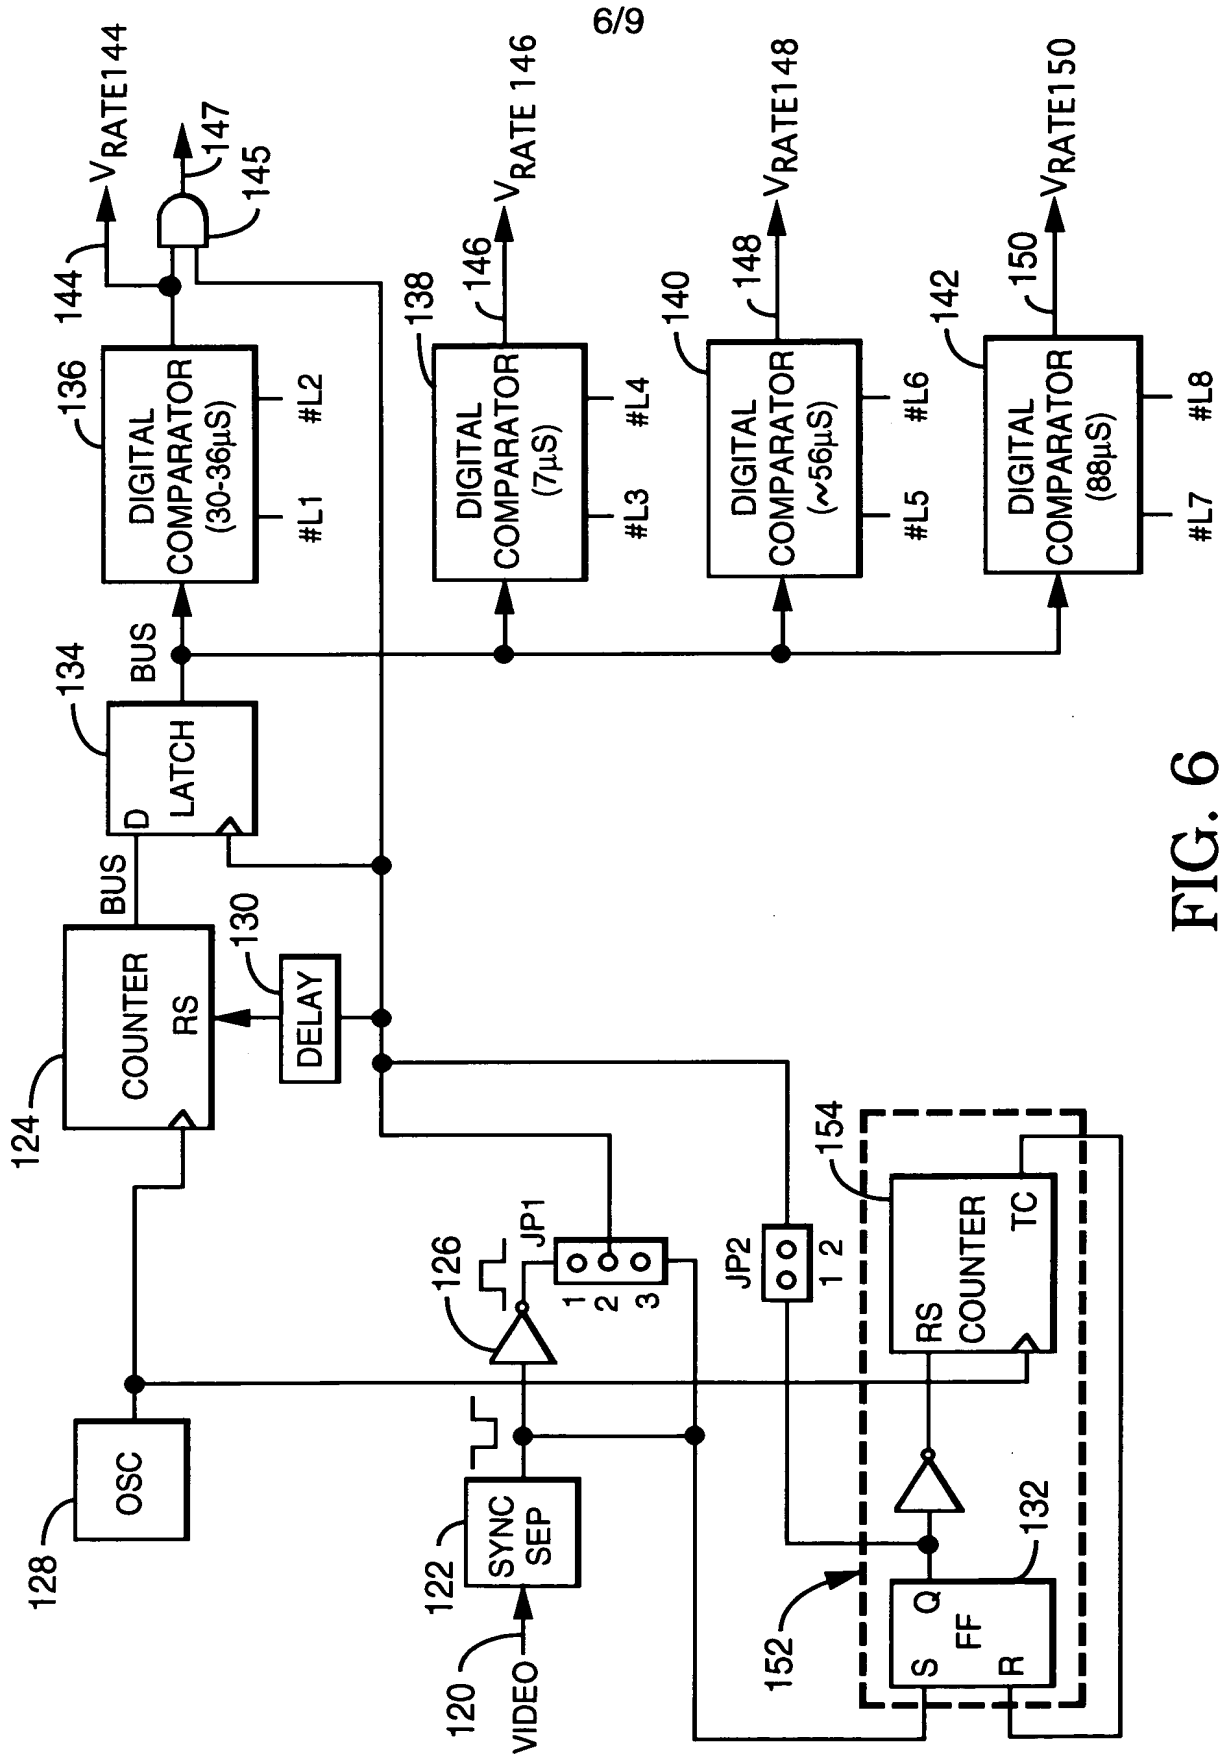 6/9
128
OSC
124
COUNTER
RS
BUS
134
D
LATCH
BUS
136
DIGITAL
COMPARATOR
(30-36µS)
#L1
#L2
144
VRATE144
147
145
130
DELAY
138
DIGITAL
COMPARATOR
(7µS)
#L3
#L4
146
VRATE 146
120
VIDEO
122
SYNC
SEP
126
JP1
1
2
3
140
DIGITAL
COMPARATOR
(~56µS)
#L5
#L6
148
VRATE148
JP2
1 2
142
DIGITAL
COMPARATOR
(88µS)
#L7
#L8
150
VRATE150
152
S
Q
FF
R
132
154
RS
COUNTER
TC
FIG. 6